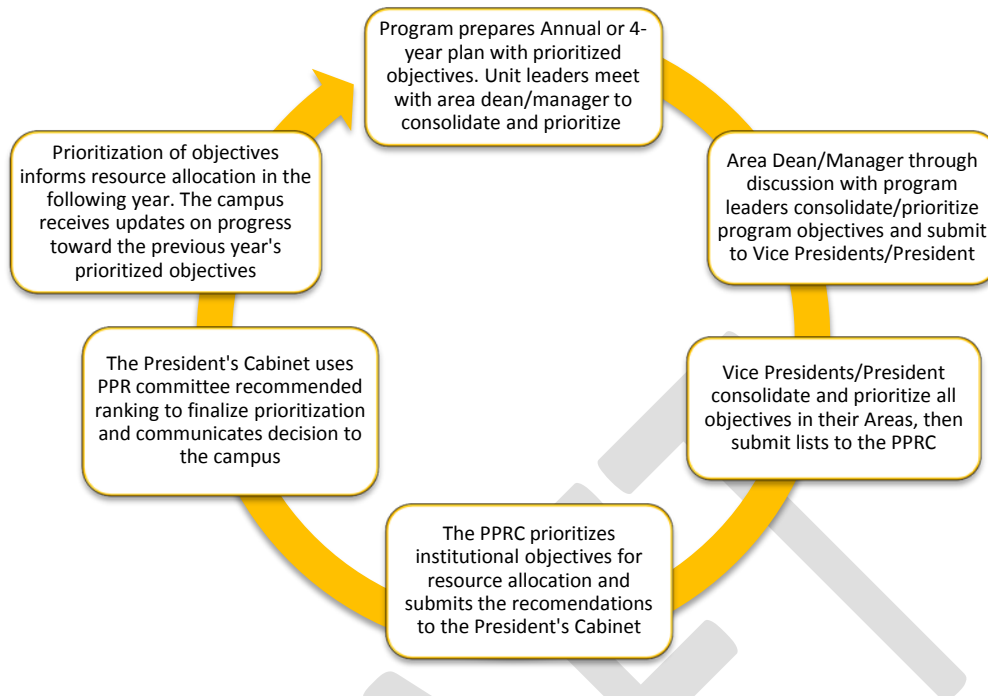 Program prepares Annual or 4-
year plan with prioritized
objectives. Unit leaders meet
with area dean/manager to
consolidate and prioritize
Area Dean/Manager through
discussion with program
leaders consolidate/prioritize
program objectives and submit
to Vice Presidents/President
Vice Presidents/President
consolidate and prioritize all
objectives in their Areas, then
submit lists to the PPRC
The PPRC prioritizes
institutional objectives for
resource allocation and
submits the recomendations
to the President's Cabinet
The President's Cabinet uses
PPR committee recommended
ranking to finalize prioritization
and communicates decision to
the campus
Prioritization of objectives
informs resource allocation in the
following year. The campus
receives updates on progress
toward the previous year's
prioritized objectives